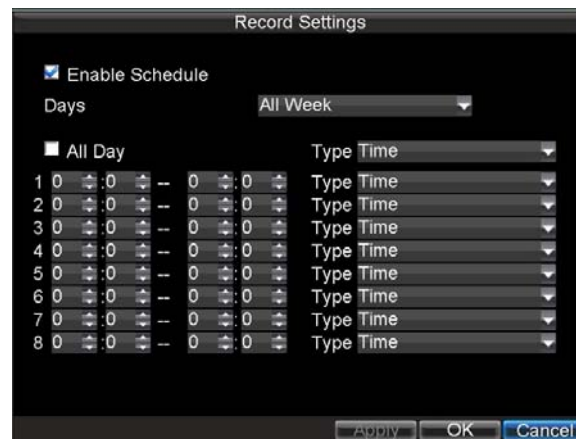 Record Settings
Enable Schedule
Days All Week
All Day Type Time
1 0 :0 -- 0 :0 Type Time
2 0 :0 -- 0 :0 Type Time
3 0 :0 -- 0 :0 Type Time
4 0 :0 -- 0 :0 Type Time
5 0 :0 -- 0 :0 Type Time
6 0 :0 -- 0 :0 Type Time
7 0 :0 -- 0 :0 Type Time
8 0 :0 -- 0 :0 Type Time
Apply OK Cancel